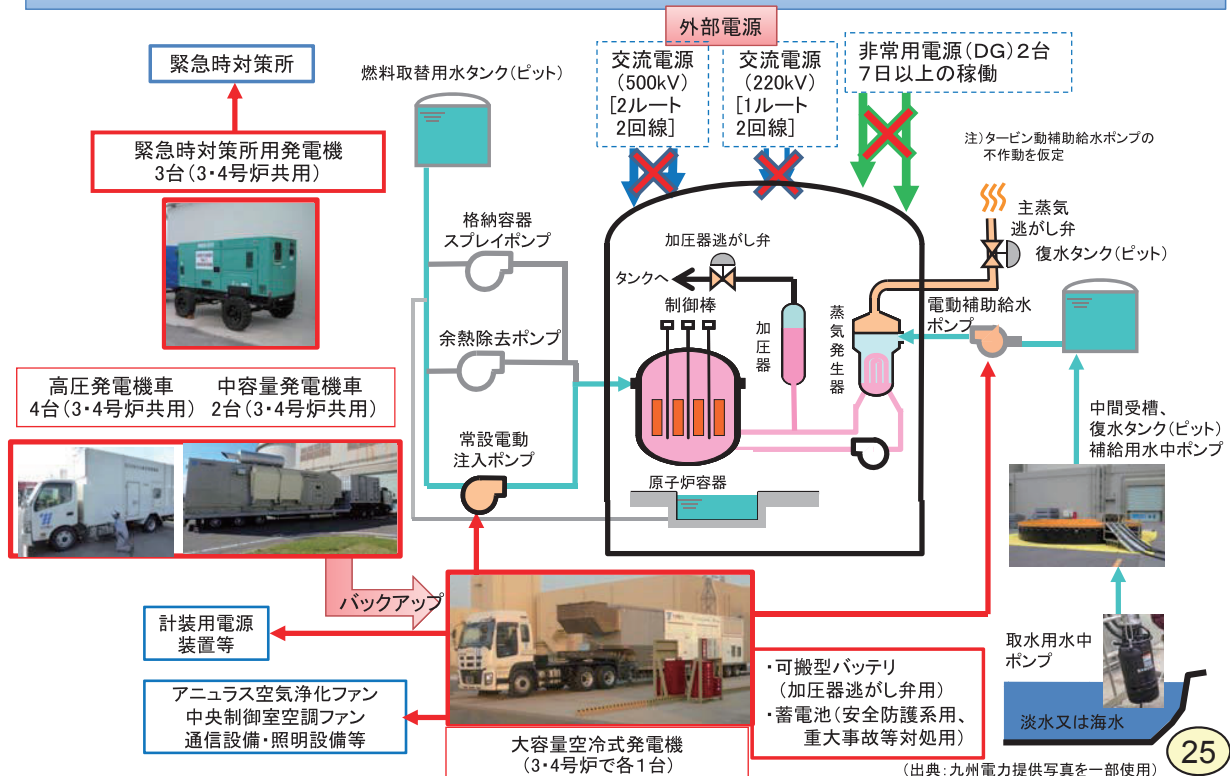 外部電源
緊急時対策所
燃料取替用水タンク(ピット)
交流電源
(500kV)
[2ルート
2回線]
交流電源
(220kV)
[1ルート
2回線]
非常用電源(DG)2台
7日以上の稼働
緊急時対策所用発電機
3台(3・4号炉共用)
注)タービン動補助給水ポンプの
不作動を仮定
格納容器
スプレイポンプ
加圧器逃がし弁
主蒸気
逃がし弁
復水タンク(ピット)
タンクへ
制御棒
加圧器
蒸気発生器
電動補助給水
ポンプ
余熱除去ポンプ
高圧発電機車
4台(3・4号炉共用)
中容量発電機車
2台(3・4号炉共用)
常設電動
注入ポンプ
原子炉容器
中間受槽、
復水タンク(ピット)
補給用水中ポンプ
バックアップ
計装用電源
装置等
取水用水中
ポンプ
・可搬型バッテリ
(加圧器逃がし弁用)
・蓄電池(安全防護系用、
重大事故等対処用)
アニュラス空気浄化ファン
中央制御室空調ファン
通信設備・照明設備等
淡水又は海水
大容量空冷式発電機
(3・4号炉で各1台)
(出典:九州電力提供写真を一部使用)
25